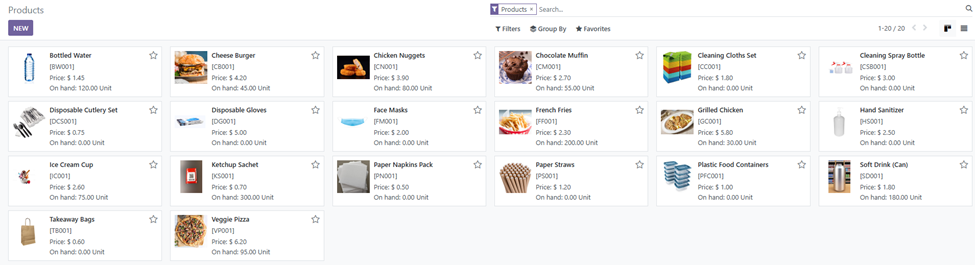 Products
Products ×
Search...
NEW
Filters
Group By
Favorites
1-20 / 20
Bottled Water
[BW001]
Price: $ 1.45
On hand: 120.00 Unit
Cheese Burger
[CB001]
Price: $ 4.20
On hand: 45.00 Unit
Chicken Nuggets
[CN001]
Price: $ 3.90
On hand: 80.00 Unit
Chocolate Muffin
[CM001]
Price: $ 2.70
On hand: 55.00 Unit
Cleaning Cloths Set
[CC001]
Price: $ 1.80
On hand: 0.00 Unit
Cleaning Spray Bottle
[CSB001]
Price: $ 3.00
On hand: 0.00 Unit
Disposable Cutlery Set
[DCS001]
Price: $ 0.75
On hand: 0.00 Unit
Disposable Gloves
[DG001]
Price: $ 5.00
On hand: 0.00 Unit
Face Masks
[FM001]
Price: $ 2.00
On hand: 0.00 Unit
French Fries
[FF001]
Price: $ 2.30
On hand: 200.00 Unit
Grilled Chicken
[GC001]
Price: $ 5.80
On hand: 30.00 Unit
Hand Sanitizer
[HS001]
Price: $ 2.50
On hand: 0.00 Unit
Ice Cream Cup
[IC001]
Price: $ 2.60
On hand: 75.00 Unit
Ketchup Sachet
[KS001]
Price: $ 0.70
On hand: 300.00 Unit
Paper Napkins Pack
[PN001]
Price: $ 0.50
On hand: 0.00 Unit
Paper Straws
[PS001]
Price: $ 1.20
On hand: 0.00 Unit
Plastic Food Containers
[PFC001]
Price: $ 1.00
On hand: 0.00 Unit
Soft Drink (Can)
[SD001]
Price: $ 1.80
On hand: 180.00 Unit
Takeaway Bags
[TB001]
Price: $ 0.60
On hand: 0.00 Unit
Veggie Pizza
[VP001]
Price: $ 6.20
On hand: 95.00 Unit